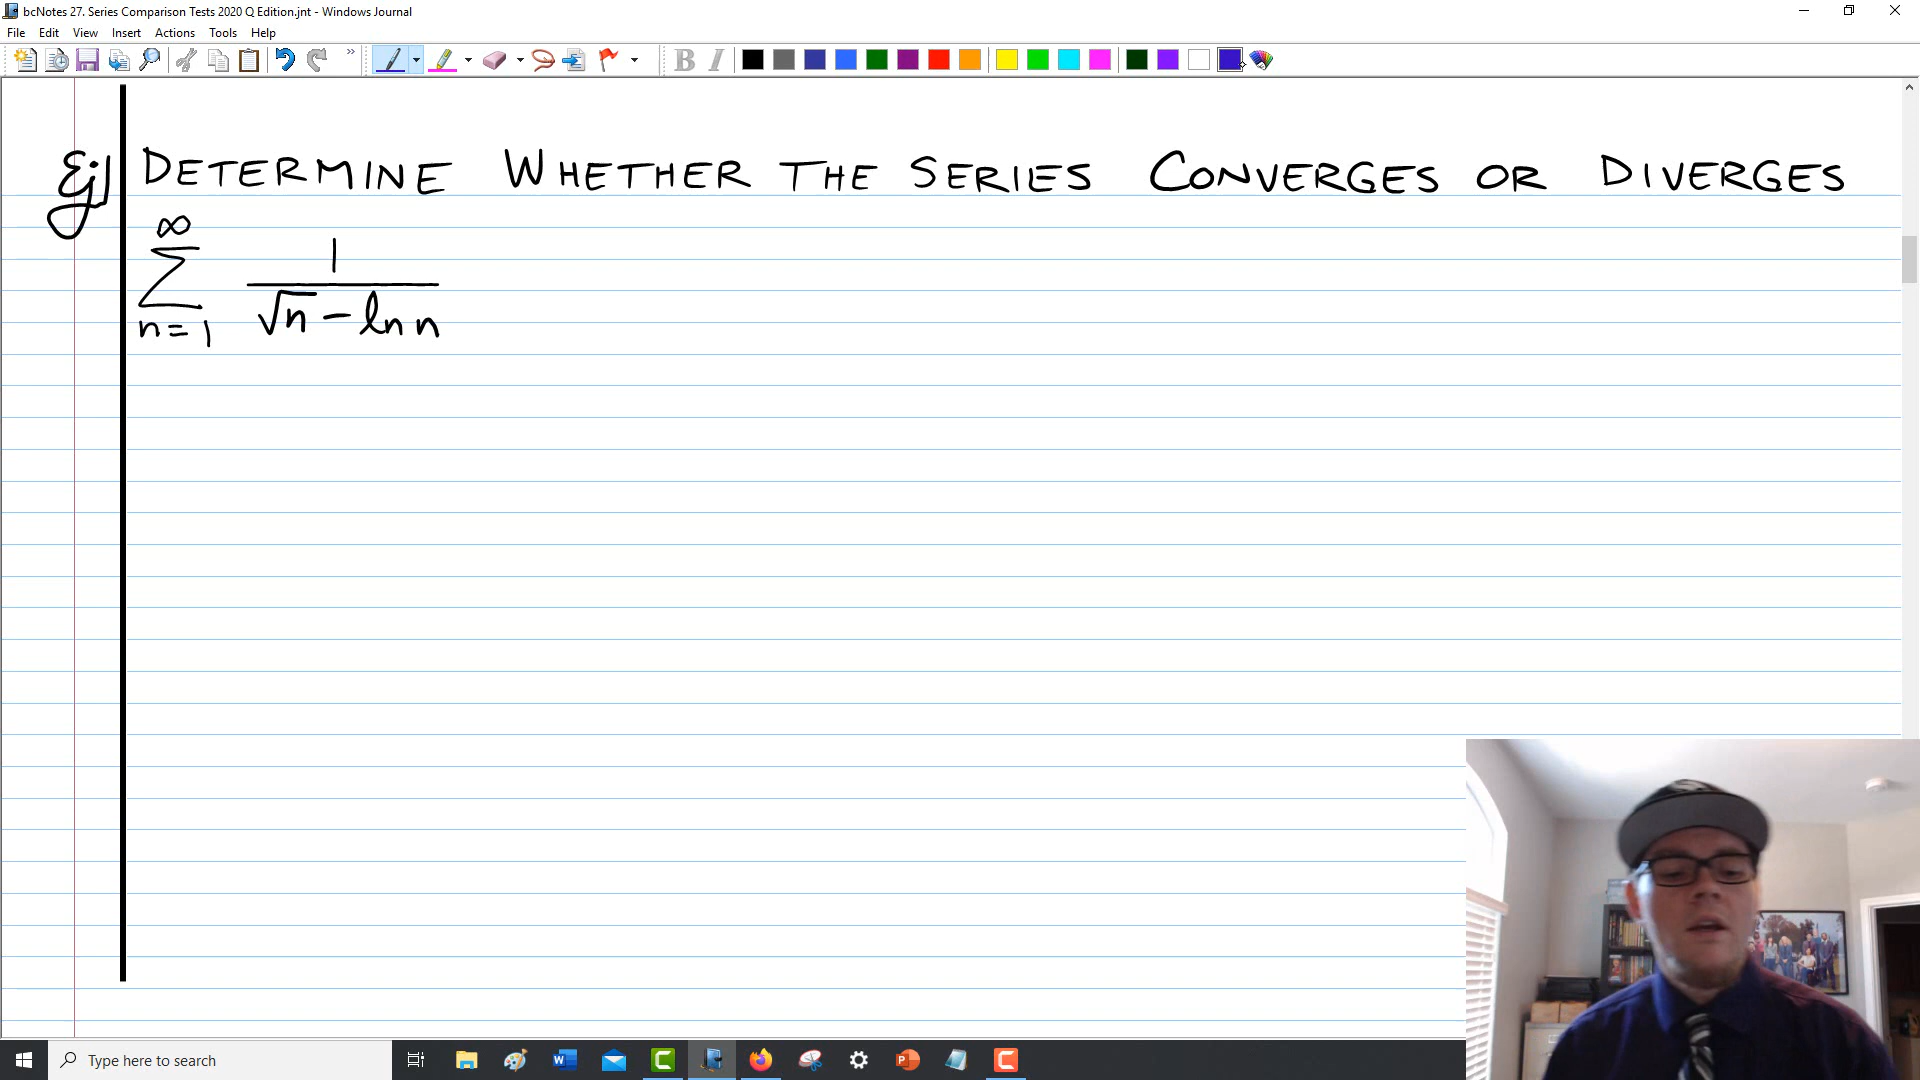 bcNotes 27. Series Comparison Tests 2020 Q Edition.jnt - Windows Journal
File Edit View Insert Actions Tools Help
» B I
Ej DETERMINE WHETHER THE SERIES CONVERGES OR DIVERGES
∞
∑ 1
n=1 √n - ln n
Type here to search